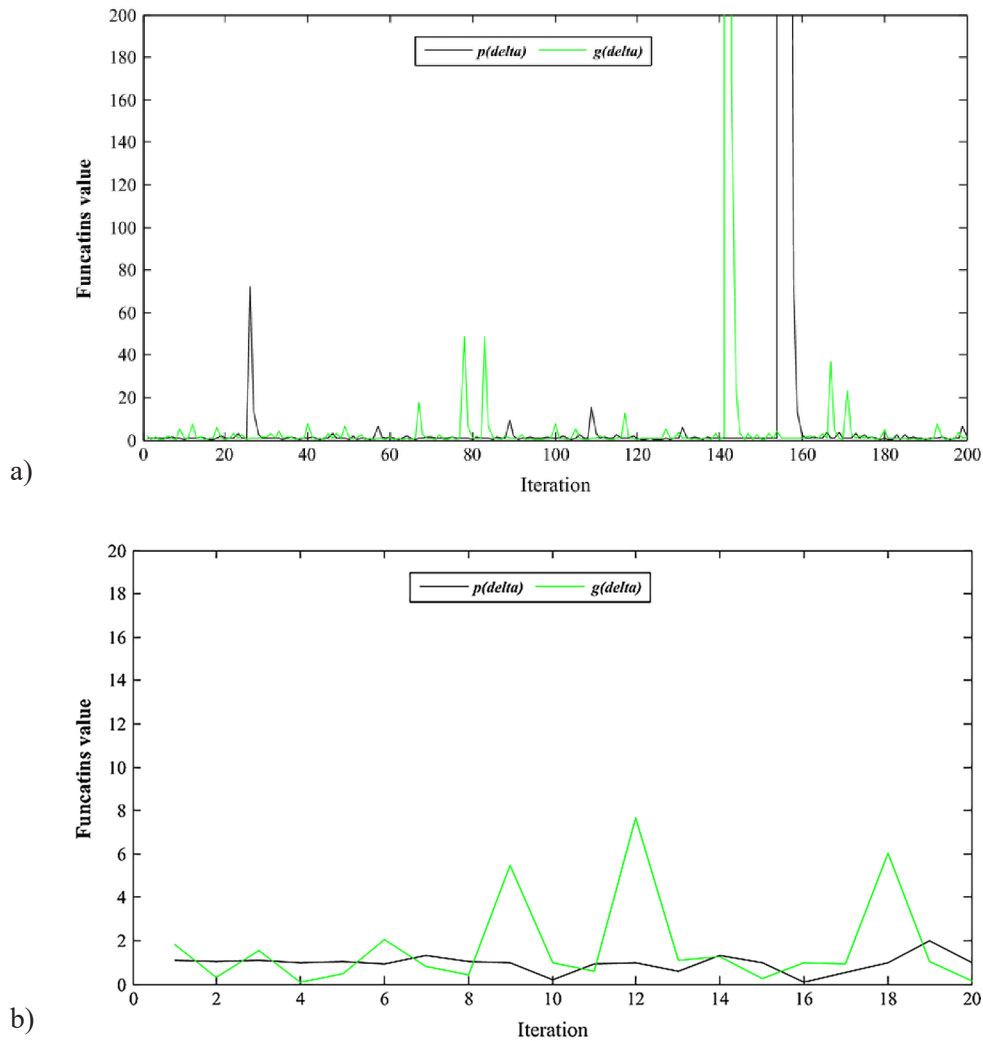 200
180
160
140
120
100
80
60
40
20
0
Funcatins value
p(delta) g(delta)
0 20 40 60 80 100 120 140 160 180 200
Iteration
a)
20
18
16
14
12
10
8
6
4
2
0
Funcatins value
p(delta) g(delta)
0 2 4 6 8 10 12 14 16 18 20
Iteration
b)